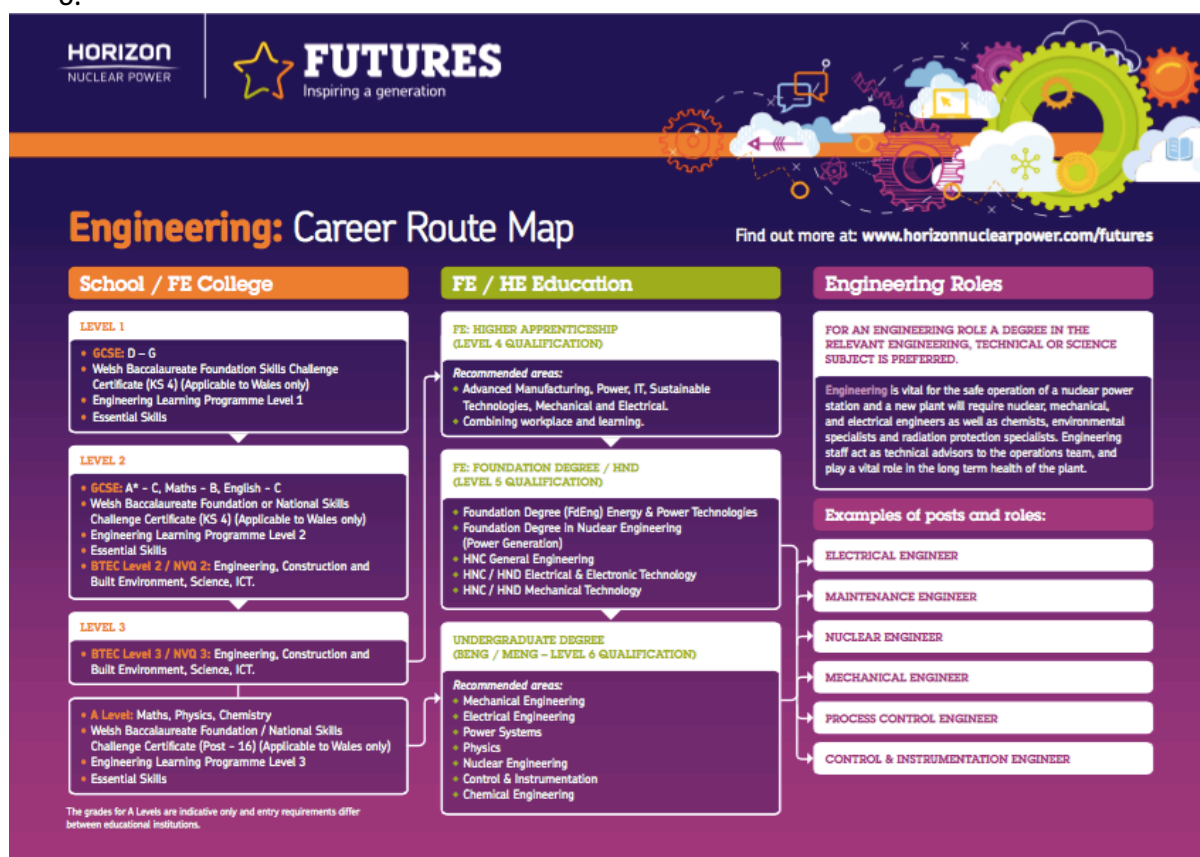 HORIZON
NUCLEAR POWER
FUTURES
Inspiring a generation
Engineering: Career Route Map
Find out more at: www.horizonnuclearpower.com/futures
School / FE College
LEVEL 1
• GCSE: D – G
• Welsh Baccalaureate Foundation Skills Challenge
Certificate (KS 4) (Applicable to Wales only)
• Engineering Learning Programme Level 1
• Essential Skills
LEVEL 2
• GCSE: A* – C, Maths – B, English – C
• Welsh Baccalaureate Foundation or National Skills
Challenge Certificate (KS 4) (Applicable to Wales only)
• Engineering Learning Programme Level 2
• Essential Skills
• BTEC Level 2 / NVQ 2: Engineering, Construction and
Built Environment, Science, ICT.
LEVEL 3
• BTEC Level 3 / NVQ 3: Engineering, Construction and
Built Environment, Science, ICT.
• A Level: Maths, Physics, Chemistry
• Welsh Baccalaureate Foundation / National Skills
Challenge Certificate (Post – 16) (Applicable to Wales only)
• Engineering Learning Programme Level 3
• Essential Skills
The grades for A Levels are indicative only and entry requirements differ
between educational institutions.
FE / HE Education
FE: HIGHER APPRENTICESHIP
(LEVEL 4 QUALIFICATION)
Recommended areas:
• Advanced Manufacturing, Power, IT, Sustainable
Technologies, Mechanical and Electrical.
• Combining workplace and learning.
FE: FOUNDATION DEGREE / HND
(LEVEL 5 QUALIFICATION)
• Foundation Degree (FdEng) Energy & Power Technologies
• Foundation Degree in Nuclear Engineering
(Power Generation)
• HNC General Engineering
• HNC / HND Electrical & Electronic Technology
• HNC / HND Mechanical Technology
UNDERGRADUATE DEGREE
(BENG / MENG – LEVEL 6 QUALIFICATION)
Recommended areas:
• Mechanical Engineering
• Electrical Engineering
• Power Systems
• Physics
• Nuclear Engineering
• Control & Instrumentation
• Chemical Engineering
Engineering Roles
FOR AN ENGINEERING ROLE A DEGREE IN THE
RELEVANT ENGINEERING, TECHNICAL OR SCIENCE
SUBJECT IS PREFERRED.
Engineering is vital for the safe operation of a nuclear power
station and a new plant will require nuclear, mechanical,
and electrical engineers as well as chemists, environmental
specialists and radiation protection specialists. Engineering
staff act as technical advisors to the operations team, and
play a vital role in the long term health of the plant.
Examples of posts and roles:
ELECTRICAL ENGINEER
MAINTENANCE ENGINEER
NUCLEAR ENGINEER
MECHANICAL ENGINEER
PROCESS CONTROL ENGINEER
CONTROL & INSTRUMENTATION ENGINEER